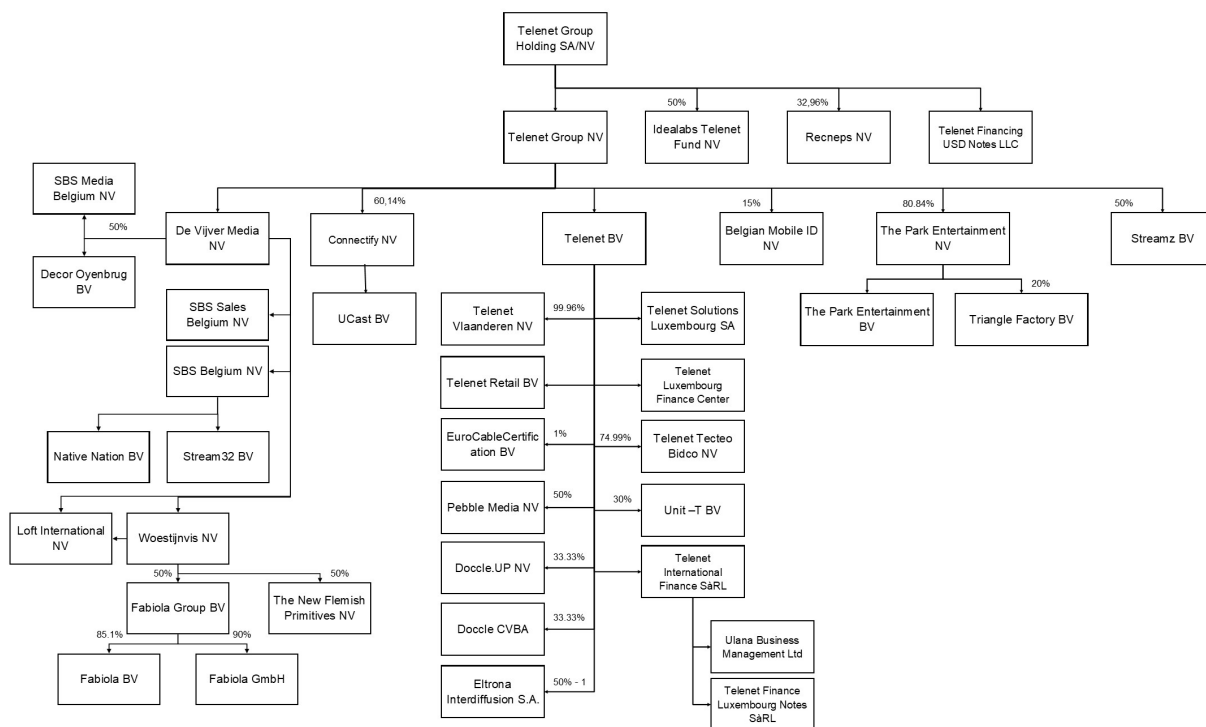 Telenet Group
Holding SA/NV
50%
32,96%
Telenet Group NV
Idealabs Telenet
Fund NV
Recneps NV
Telenet Financing
USD Notes LLC
SBS Media
Belgium NV
60,14%
15%
80.84%
50%
50%
De Vijver Media
NV
Connectify NV
Telenet BV
Belgian Mobile ID
NV
The Park Entertainment
NV
Streamz BV
Decor Oyenbrug
BV
20%
SBS Sales
Belgium NV
UCast BV
Telenet
Vlaanderen NV
99.96%
Telenet Solutions
Luxembourg SA
The Park Entertainment
BV
Triangle Factory BV
SBS Belgium NV
Telenet Retail BV
Telenet
Luxembourg
Finance Center
Native Nation BV
Stream32 BV
EuroCableCertific
ation BV
1%
74.99%
Telenet Tecteo
Bidco NV
Pebble Media NV
50%
30%
Unit –T BV
Loft International
NV
Woestijnvis NV
Doccle.UP NV
33.33%
Telenet
International
Finance SàRL
50%
50%
Fabiola Group BV
The New Flemish
Primitives NV
Doccle CVBA
33.33%
85.1%
90%
Ulana Business
Management Ltd
Fabiola BV
Fabiola GmbH
Eltrona
Interdiffusion S.A.
50% - 1
Telenet Finance
Luxembourg Notes
SàRL